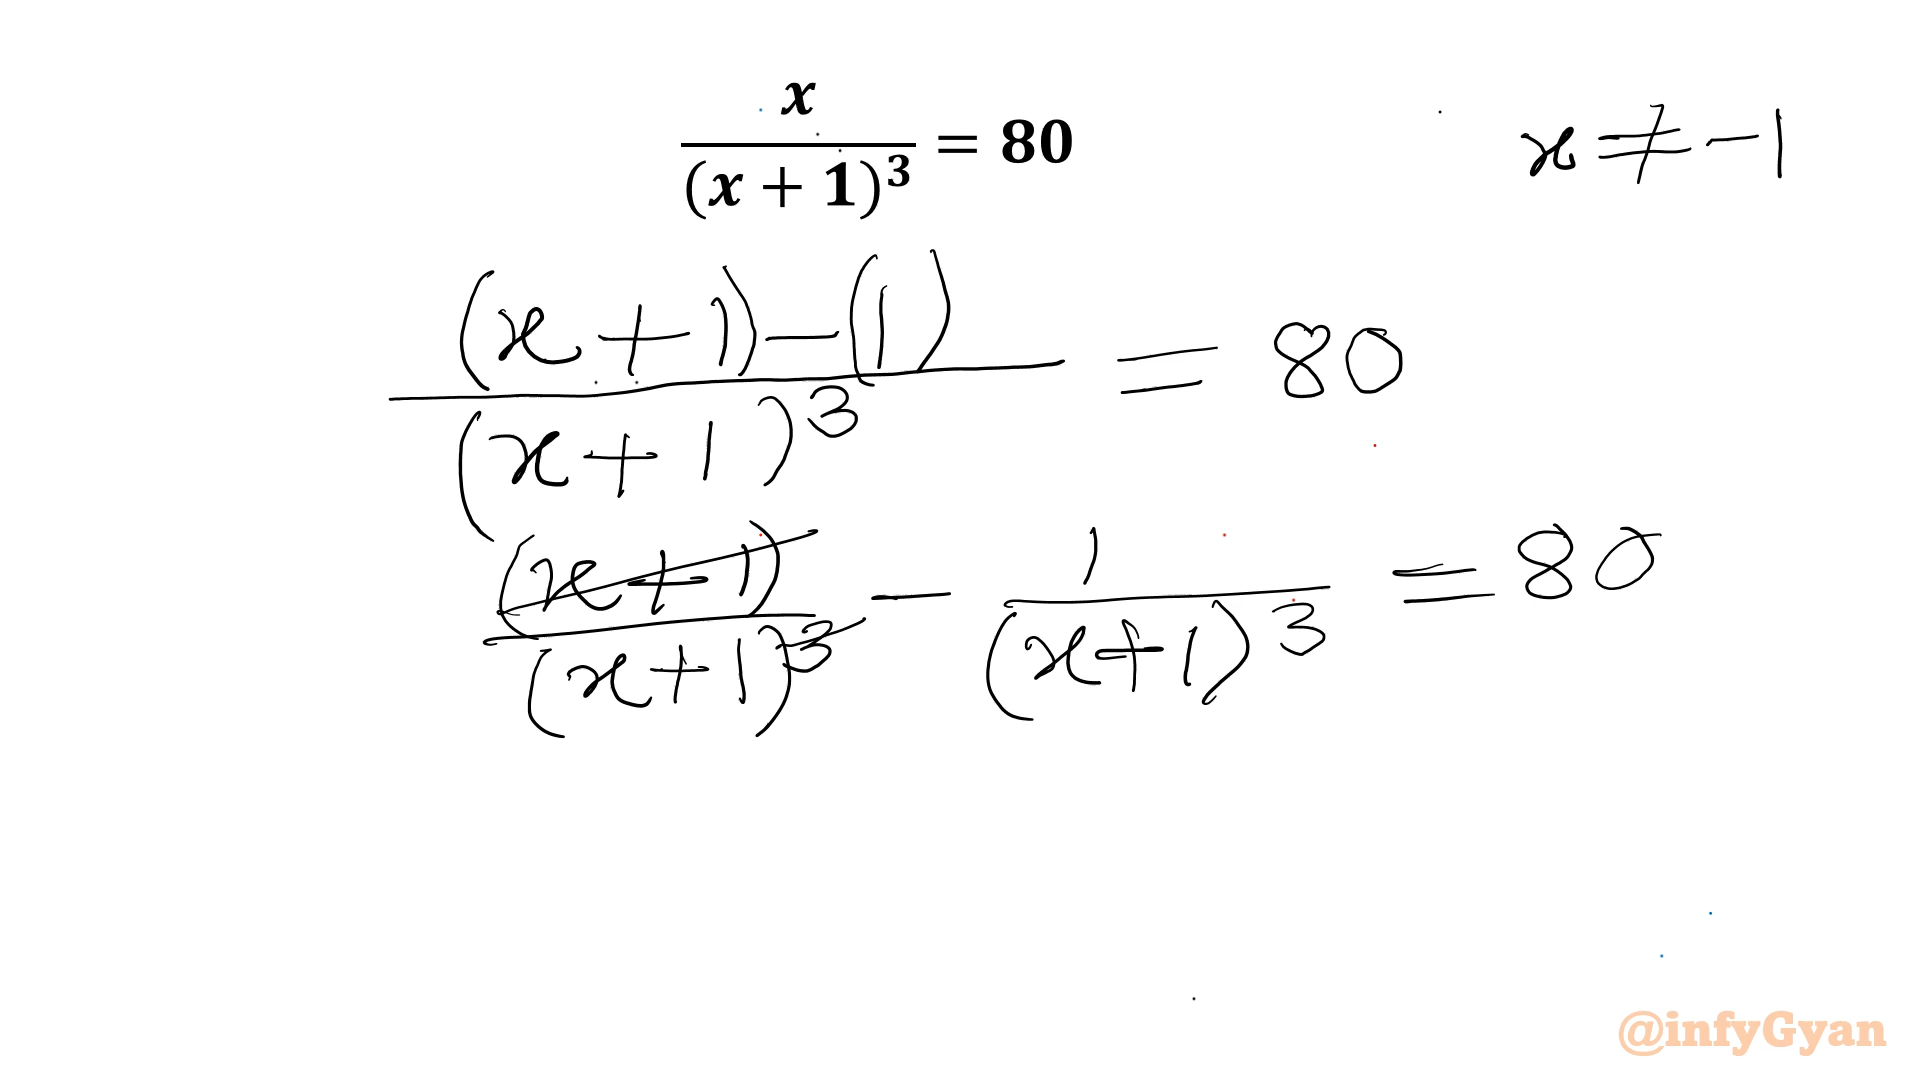 x/(x + 1)³ = 80
x ≠ -1
((x + 1) - (1))/(x + 1)³ = 80
(x + 1)/(x + 1)³ - 1/(x + 1)³ = 80
@infyGyan